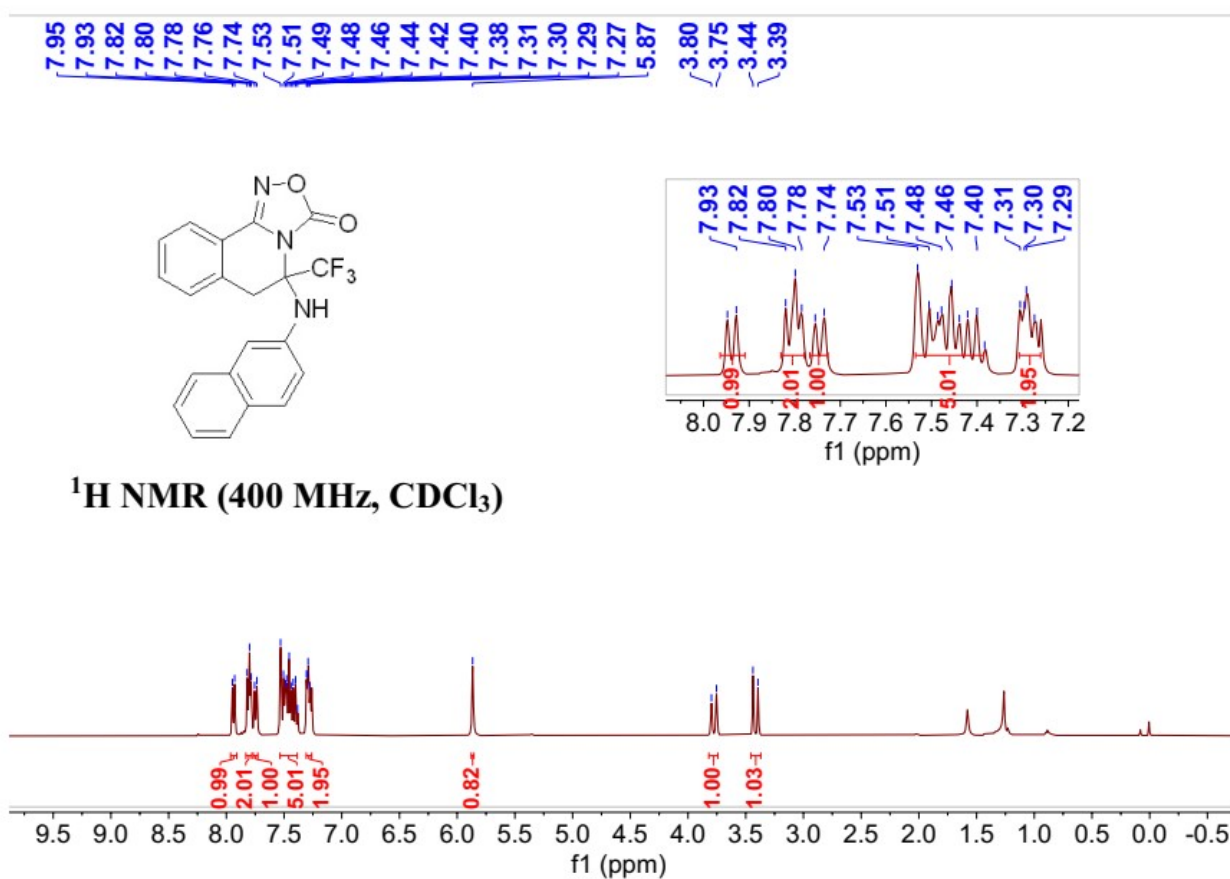 7.95 7.93 7.82 7.80 7.78 7.76 7.74 7.53 7.51 7.49 7.48 7.46 7.44 7.42 7.40 7.38 7.31 7.30 7.29 7.27 5.87 3.80 3.75 3.44 3.39
N O
O
N
CF3
NH
7.93 7.82 7.80 7.78 7.74 7.53 7.51 7.48 7.46 7.40 7.31 7.30 7.29
0.99 2.01 1.00 5.01 1.95
8.0 7.9 7.8 7.7 7.6 7.5 7.4 7.3 7.2
f1 (ppm)
¹H NMR (400 MHz, CDCl₃)
0.99 2.01 1.00 5.01 1.95 0.82 1.00 1.03
9.5 9.0 8.5 8.0 7.5 7.0 6.5 6.0 5.5 5.0 4.5 4.0 3.5 3.0 2.5 2.0 1.5 1.0 0.5 0.0 -0.5
f1 (ppm)